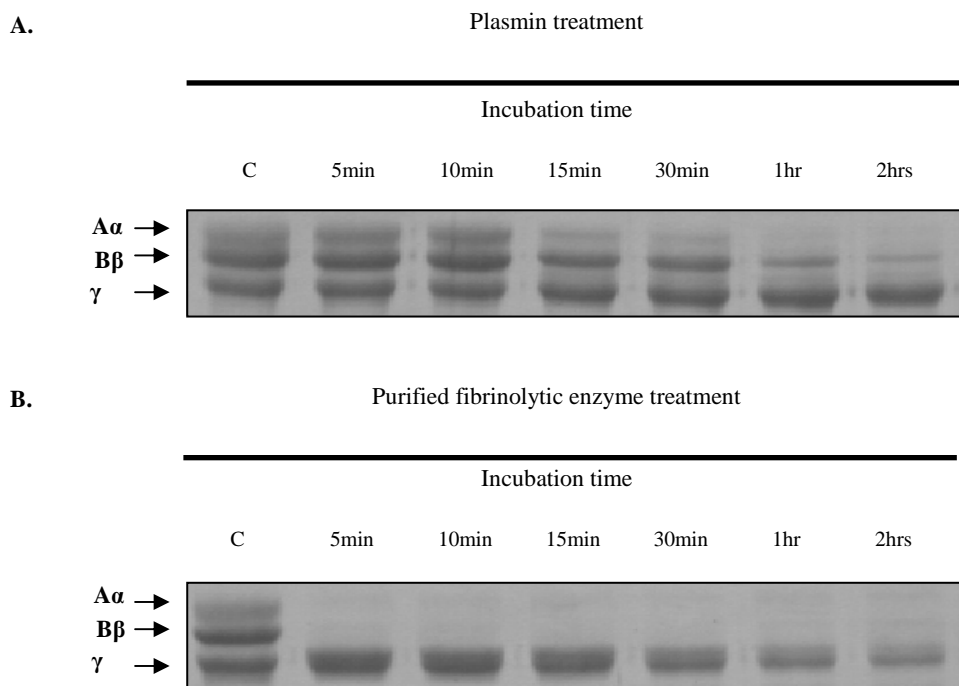 A.
Plasmin treatment
Incubation time
C 5min 10min 15min 30min 1hr 2hrs
Aα
Bβ
γ
B.
Purified fibrinolytic enzyme treatment
Incubation time
C 5min 10min 15min 30min 1hr 2hrs
Aα
Bβ
γ